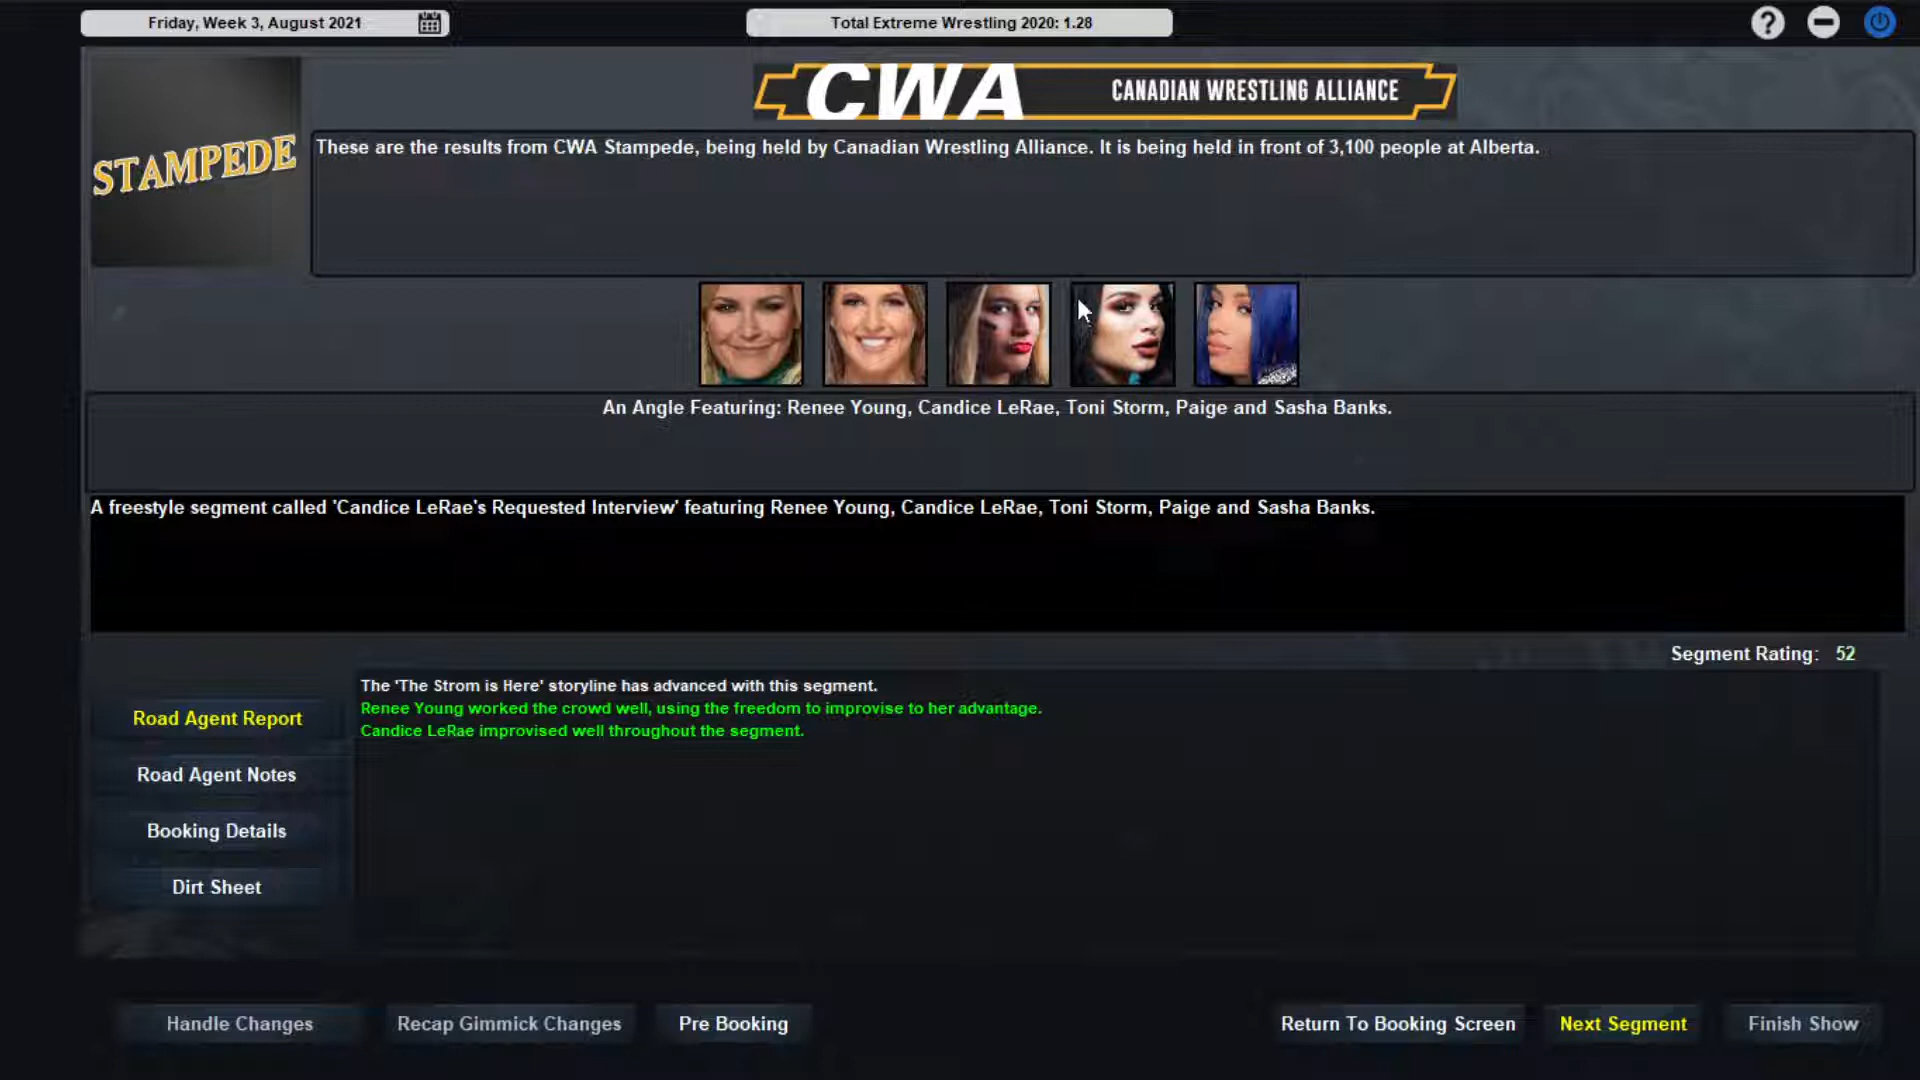 Friday, Week 3, August 2021
Total Extreme Wrestling 2020: 1.28
?
CWA CANADIAN WRESTLING ALLIANCE
STAMPEDE
These are the results from CWA Stampede, being held by Canadian Wrestling Alliance. It is being held in front of 3,100 people at Alberta.
An Angle Featuring: Renee Young, Candice LeRae, Toni Storm, Paige and Sasha Banks.
A freestyle segment called 'Candice LeRae's Requested Interview' featuring Renee Young, Candice LeRae, Toni Storm, Paige and Sasha Banks.
Segment Rating: 52
The 'The Strom is Here' storyline has advanced with this segment.
Renee Young worked the crowd well, using the freedom to improvise to her advantage.
Candice LeRae improvised well throughout the segment.
Road Agent Report
Road Agent Notes
Booking Details
Dirt Sheet
Handle Changes
Recap Gimmick Changes
Pre Booking
Return To Booking Screen
Next Segment
Finish Show